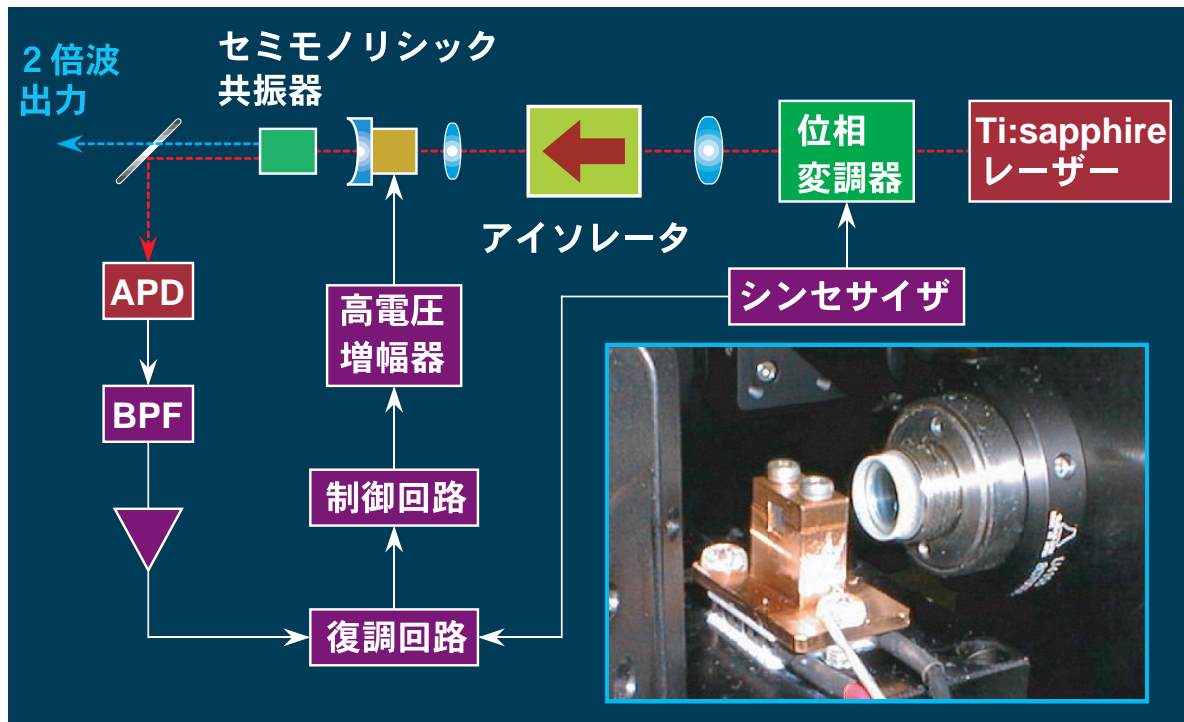 2 倍波
出力
セミモノリシック
共振器
位相
変調器
Ti:sapphire
レーザー
アイソレータ
シンセサイザ
APD
高電圧
増幅器
BPF
制御回路
復調回路